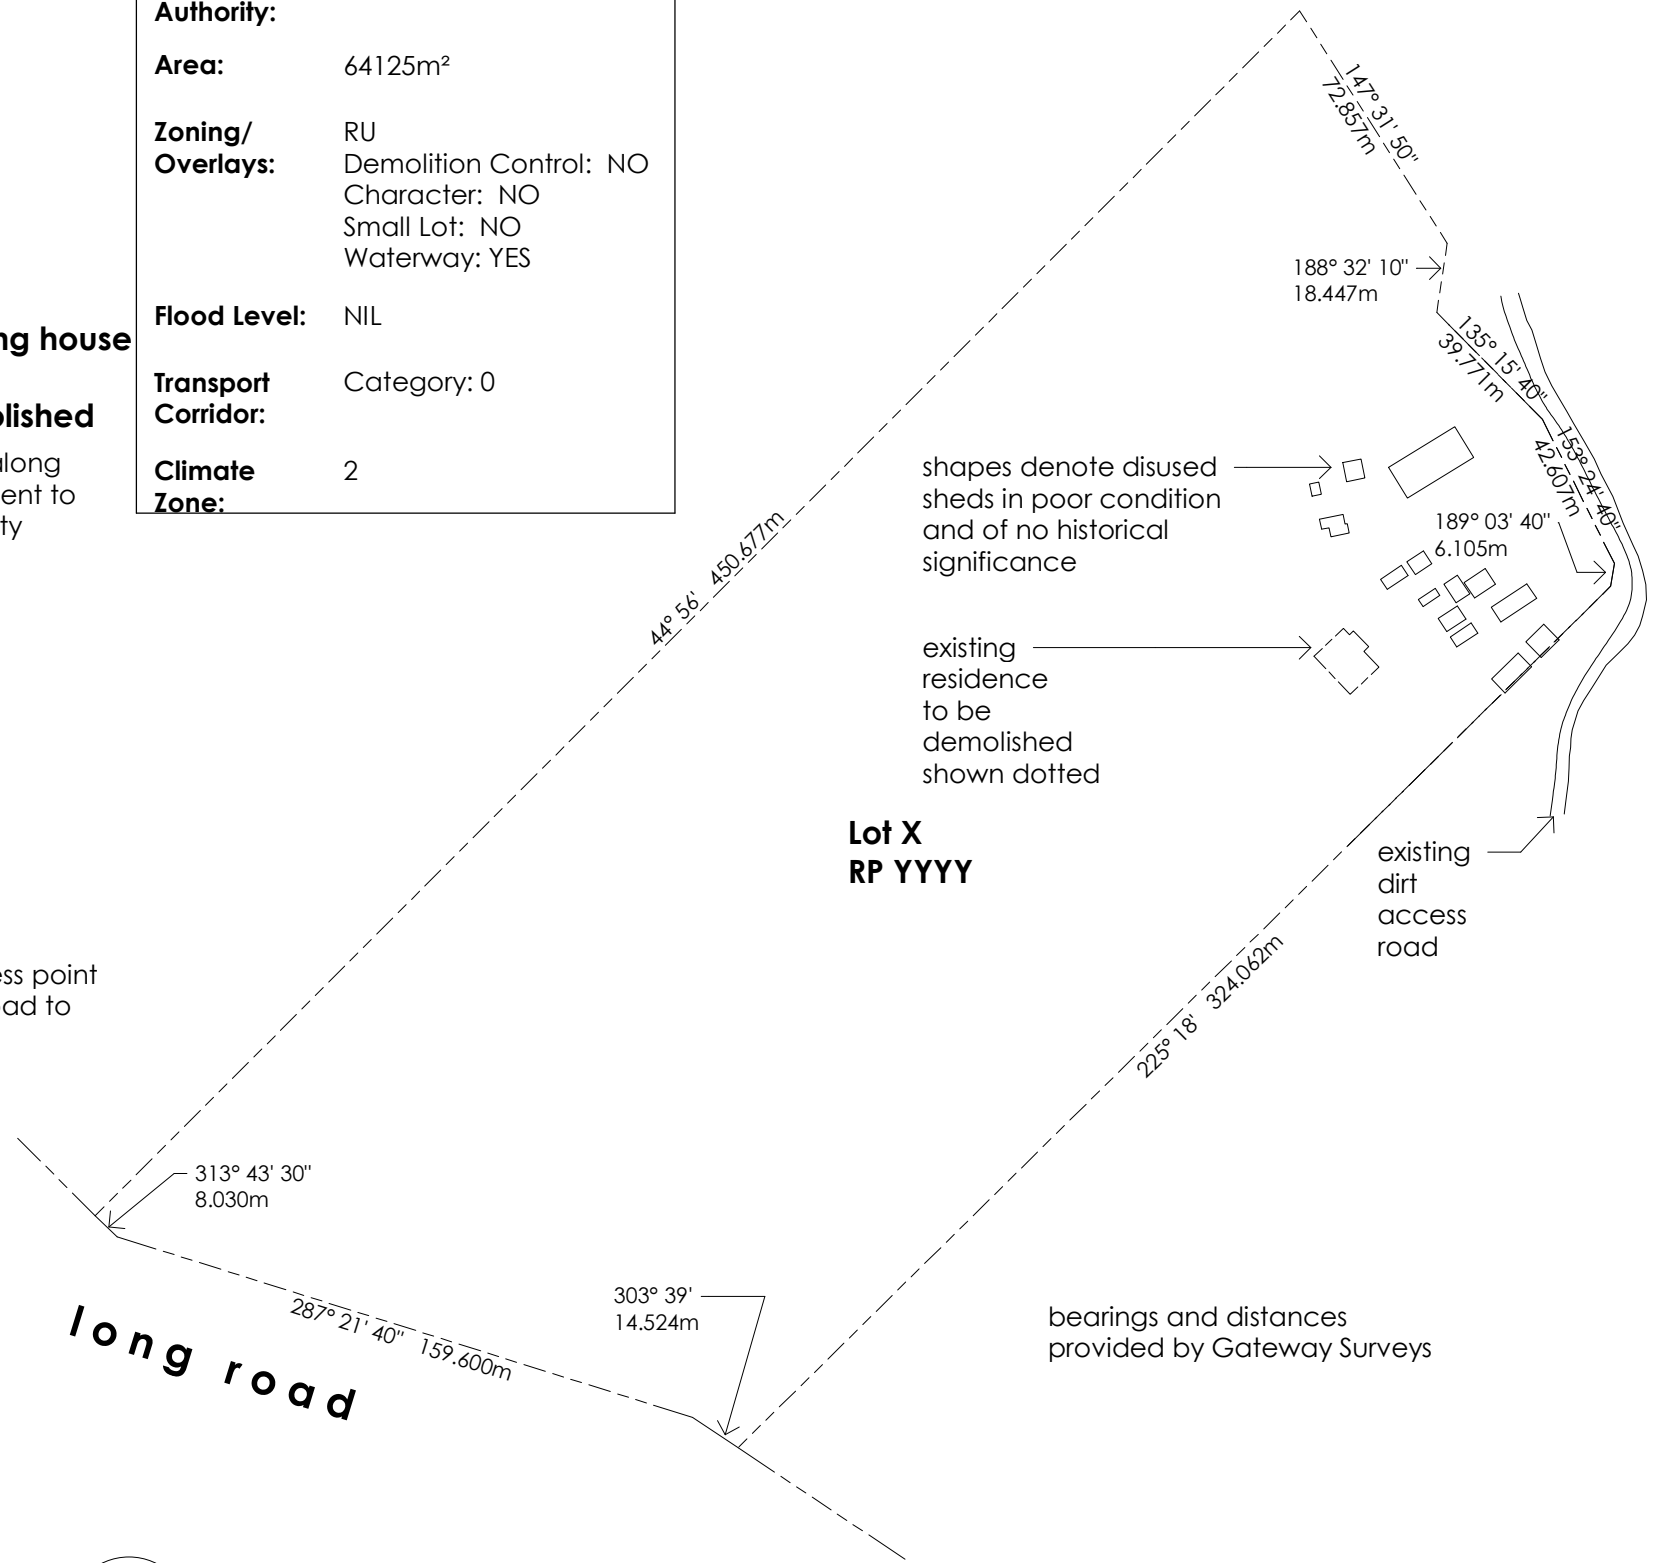 Authority:
Area: 64125m²
Zoning/ RU
Overlays: Demolition Control: NO
Character: NO
Small Lot: NO
Waterway: YES
Flood Level: NIL
Transport Category: 0
Corridor:
Climate 2
Zone:
ng house
olished
along
ent to
ty
ess point
ad to
147° 31' 50"
72.857m
188° 32' 10"
18.447m
135° 15' 40"
39.771m
153° 24' 40"
42.607m
189° 03' 40"
6.105m
shapes denote disused
sheds in poor condition
and of no historical
significance
44° 56' 450.677m
existing
residence
to be
demolished
shown dotted
Lot X
RP YYYY
existing
dirt
access
road
225° 18' 324.062m
313° 43' 30"
8.030m
287° 21' 40" 159.600m
303° 39'
14.524m
long road
bearings and distances
provided by Gateway Surveys